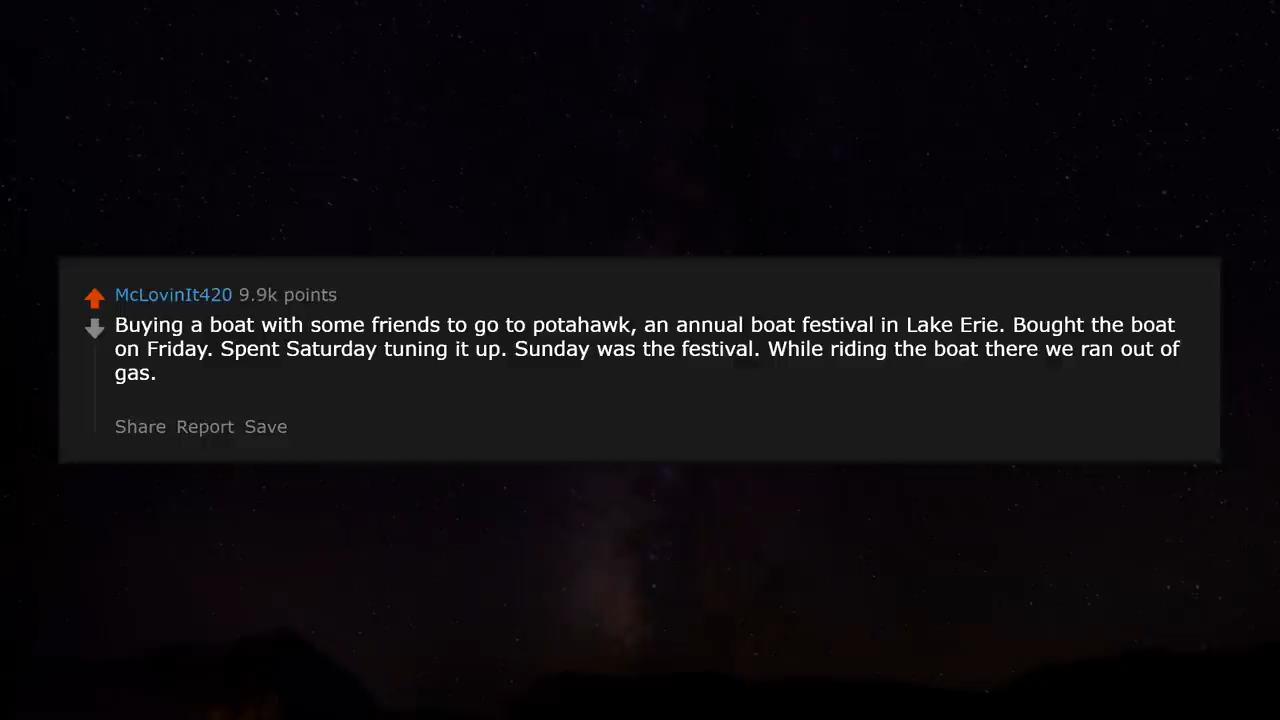 McLovinIt420 9.9k points
Buying a boat with some friends to go to potahawk, an annual boat festival in Lake Erie. Bought the boat
on Friday. Spent Saturday tuning it up. Sunday was the festival. While riding the boat there we ran out of
gas.
Share Report Save